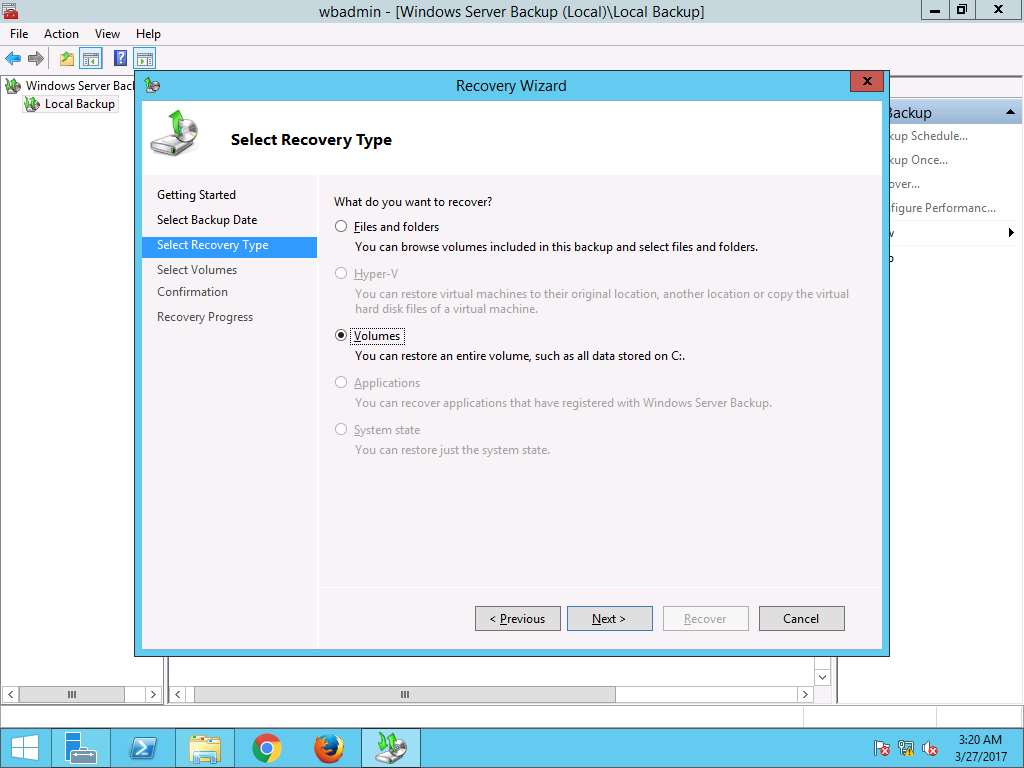 wbadmin - [Windows Server Backup (Local)\Local Backup]
File Action View Help
Windows Server Bac
Local Backup
Recovery Wizard
Select Recovery Type
Getting Started
Select Backup Date
Select Recovery Type
Select Volumes
Confirmation
Recovery Progress
What do you want to recover?
Files and folders
You can browse volumes included in this backup and select files and folders.
Hyper-V
You can restore virtual machines to their original location, another location or copy the virtual
hard disk files of a virtual machine.
Volumes
You can restore an entire volume, such as all data stored on C:.
Applications
You can recover applications that have registered with Windows Server Backup.
System state
You can restore just the system state.
< Previous
Next >
Recover
Cancel
Backup
kup Schedule...
kup Once...
over...
figure Performanc...
3:20 AM
3/27/2017